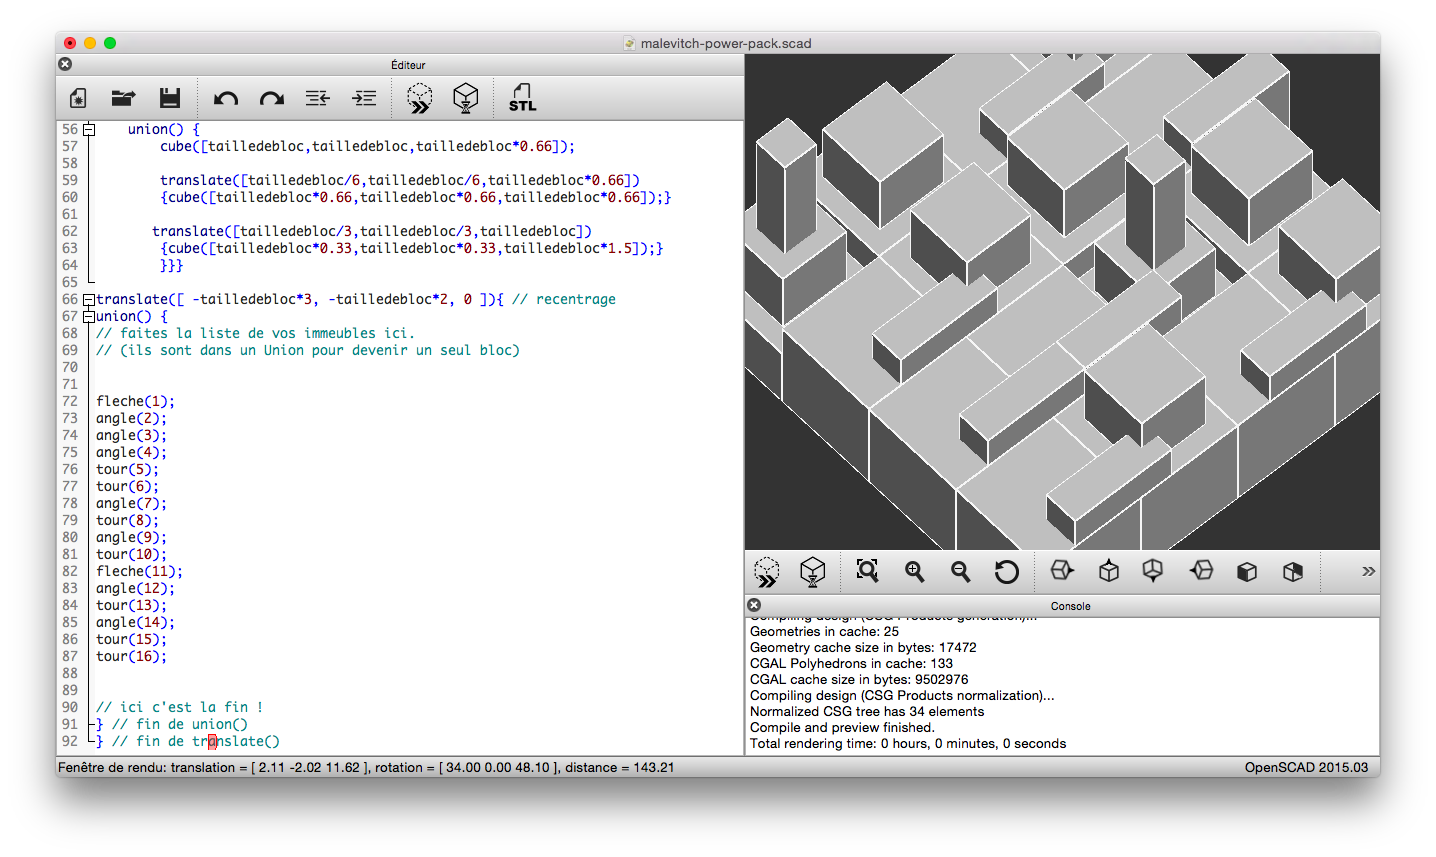 malevitch-power-pack.scad
Éditeur
STL
56 union() {
57 cube([tailledebloc,tailledebloc,tailledebloc*0.66]);
58
59 translate([tailledebloc/6,tailledebloc/6,tailledebloc*0.66])
60 {cube([tailledebloc*0.66,tailledebloc*0.66,tailledebloc*0.66]);}
61
62 translate([tailledebloc/3,tailledebloc/3,tailledebloc])
63 {cube([tailledebloc*0.33,tailledebloc*0.33,tailledebloc*1.5]);}
64 }}}
65
66 translate([ -tailledebloc*3, -tailledebloc*2, 0 ]){ // recentrage
67 union() {
68 // faites la liste de vos immeubles ici.
69 // (ils sont dans un Union pour devenir un seul bloc)
70
71
72 fleche(1);
73 angle(2);
74 angle(3);
75 angle(4);
76 tour(5);
77 tour(6);
78 angle(7);
79 tour(8);
80 angle(9);
81 tour(10);
82 fleche(11);
83 angle(12);
84 tour(13);
85 angle(14);
86 tour(15);
87 tour(16);
88
89
90 // ici c'est la fin !
91 } // fin de union()
92 } // fin de translate()
Console
Compiling design (CSG Products generation)...
Geometries in cache: 25
Geometry cache size in bytes: 17472
CGAL Polyhedrons in cache: 133
CGAL cache size in bytes: 9502976
Compiling design (CSG Products normalization)...
Normalized CSG tree has 34 elements
Compile and preview finished.
Total rendering time: 0 hours, 0 minutes, 0 seconds
Fenêtre de rendu: translation = [ 2.11 -2.02 11.62 ], rotation = [ 34.00 0.00 48.10 ], distance = 143.21
OpenSCAD 2015.03